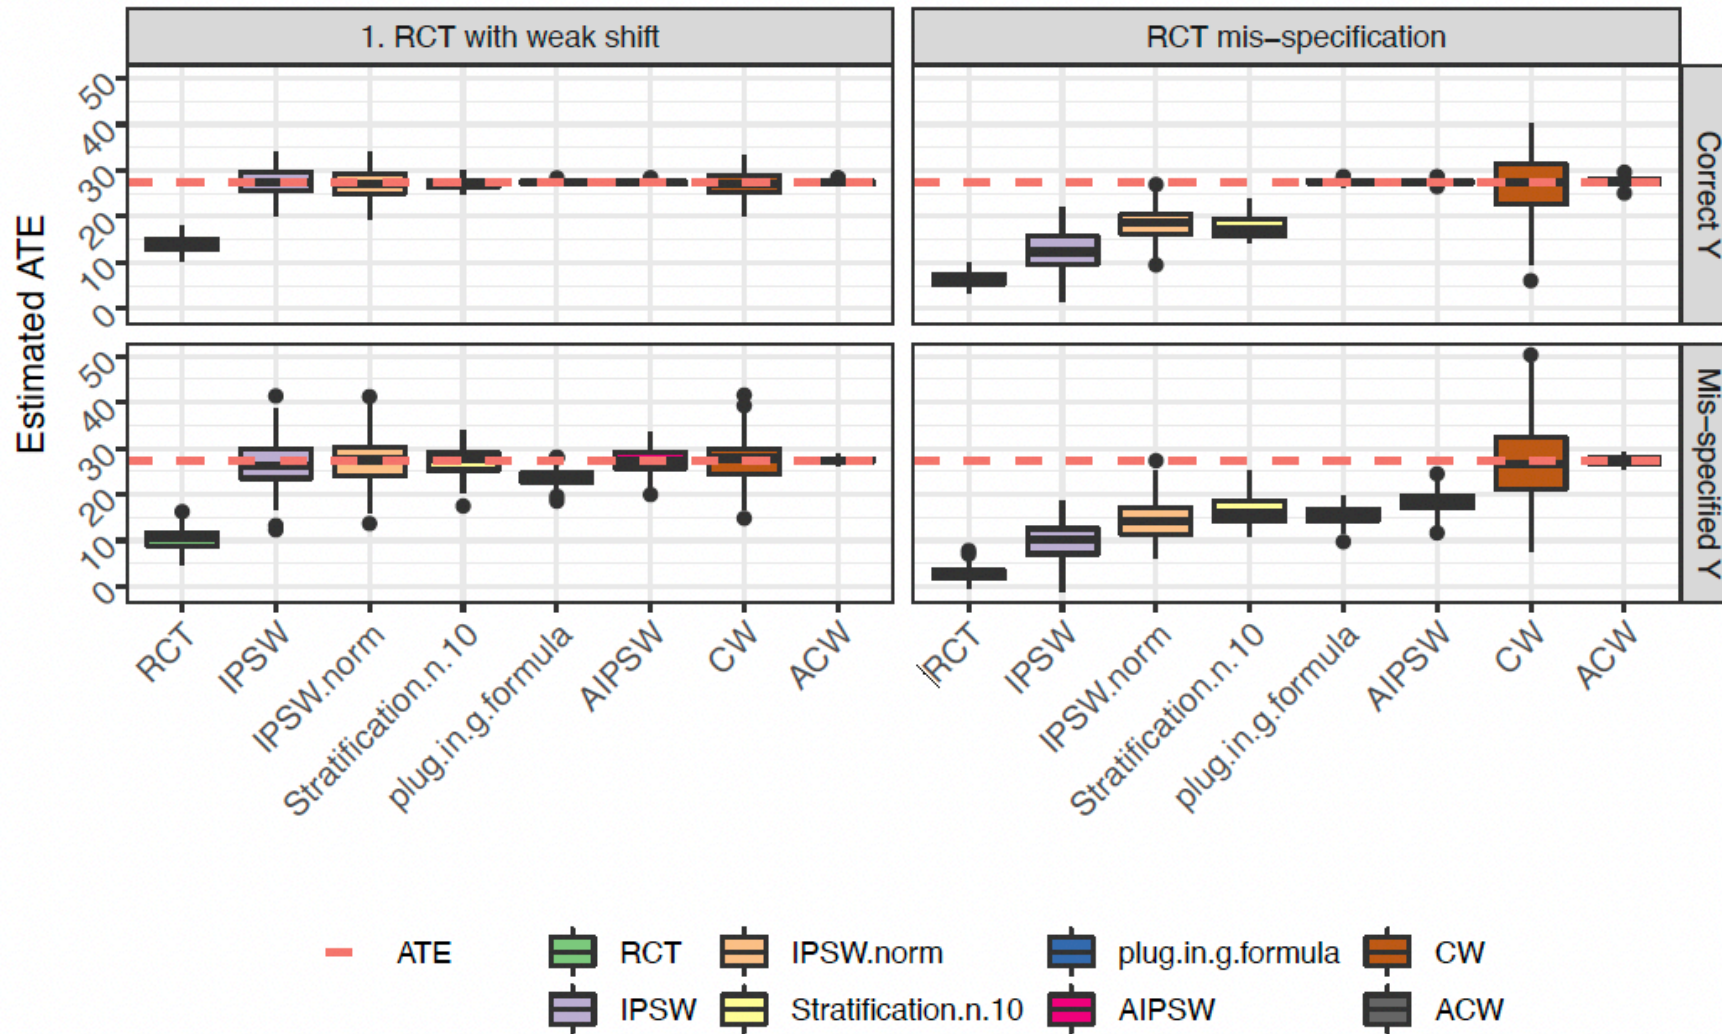 1. RCT with weak shift
RCT mis−specification
Estimated ATE
50
40
30
20
10
0
Correct Y
50
40
30
20
10
0
Mis−specified Y
RCT
IPSW
IPSW.norm
Stratification.n.10
plug.in.g.formula
AIPSW
CW
ACW
RCT
IPSW
IPSW.norm
Stratification.n.10
plug.in.g.formula
AIPSW
CW
ACW
ATE
RCT
IPSW.norm
plug.in.g.formula
CW
IPSW
Stratification.n.10
AIPSW
ACW